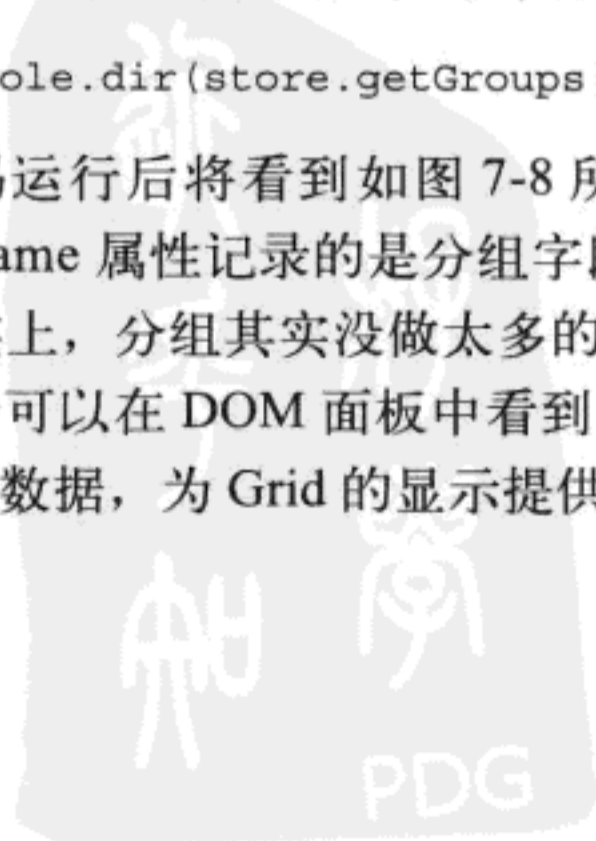 ole.dir(store.getGroups
运行后将看到如图 7-8 所
ame 属性记录的是分组字段
上，分组其实没做太多的
可以在 DOM 面板中看到
数据，为 Grid 的显示提供
PDG